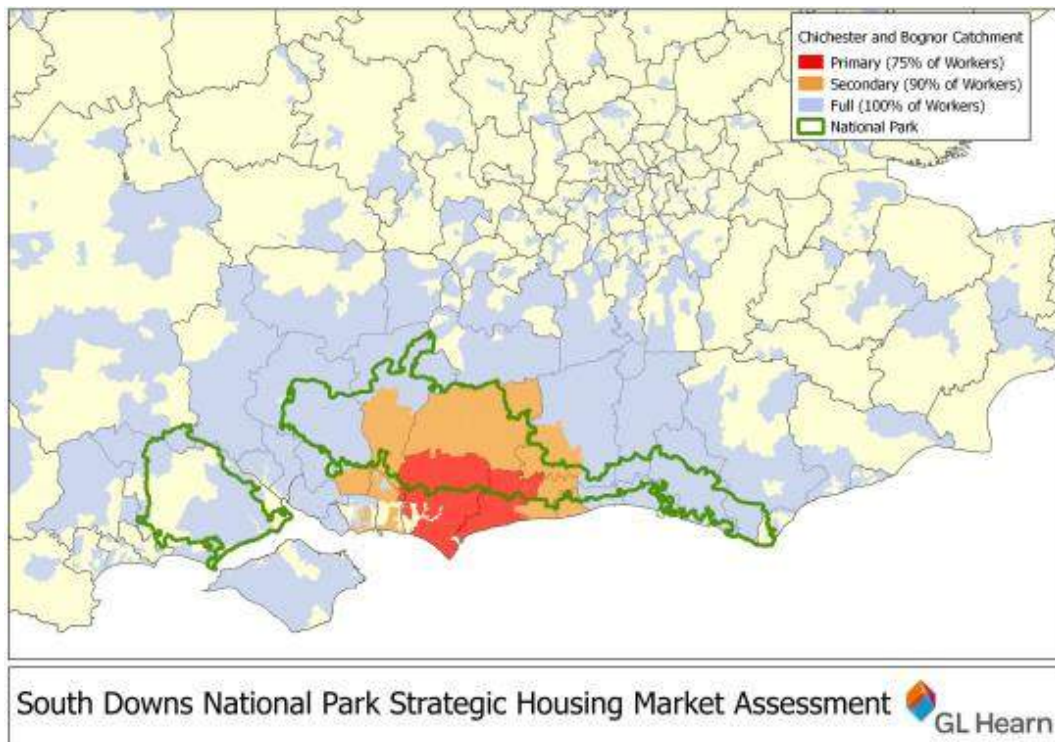 Chichester and Bognor Catchment
Primary (75% of Workers)
Secondary (90% of Workers)
Full (100% of Workers)
National Park
South Downs National Park Strategic Housing Market Assessment
GL Hearn